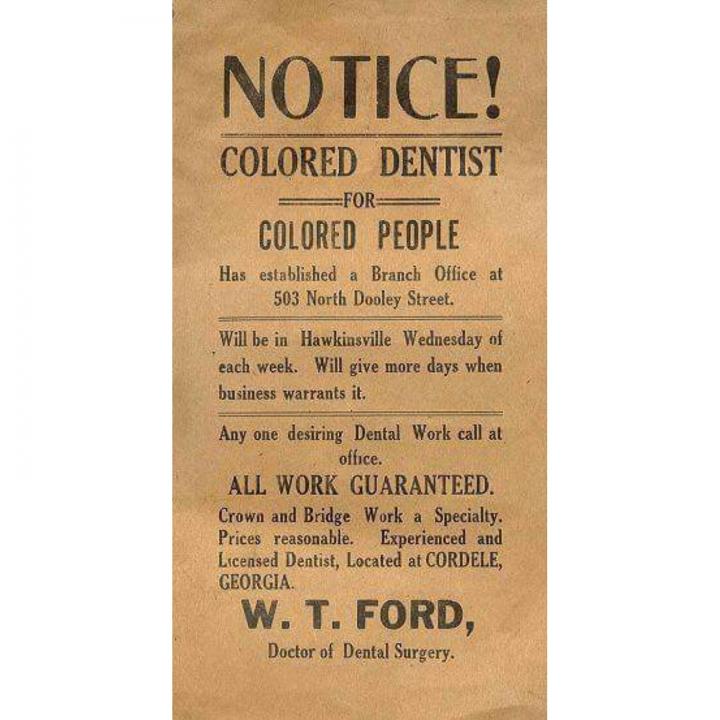 NOTICE!
COLORED DENTIST
FOR
COLORED PEOPLE
Has established a Branch Office at
503 North Dooley Street.
Will be in Hawkinsville Wednesday of
each week. Will give more days when
business warrants it.
Any one desiring Dental Work call at
office.
ALL WORK GUARANTEED.
Crown and Bridge Work a Specialty.
Prices reasonable. Experienced and
Licensed Dentist, Located at CORDELE,
GEORGIA.
W. T. FORD,
Doctor of Dental Surgery.